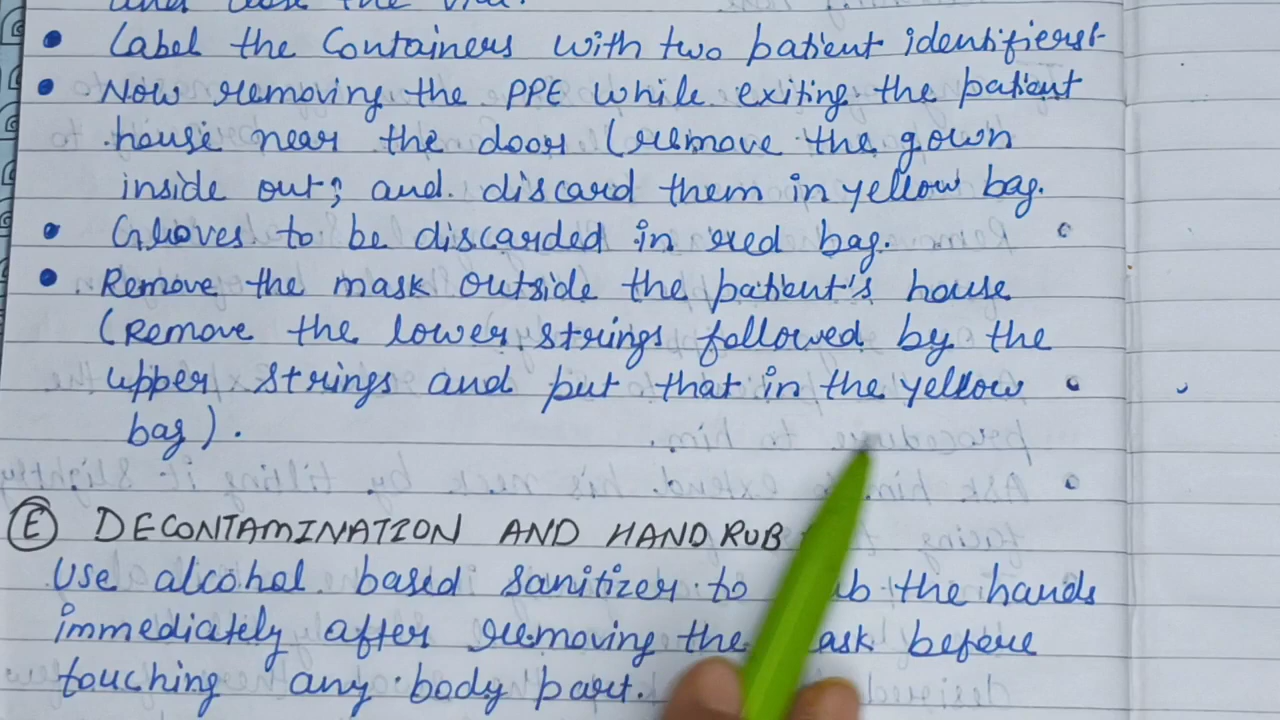 Label the Containers with two patient identifiers.
• Now removing the PPE while exiting the patient
house near the door (remove the gown
inside out; and discard them in yellow bag.
• Gloves to be discarded in red bag.
• Remove the mask outside the patient's house
(Remove the lower strings followed by the
upper strings and put that in the yellow
bag).
Ⓔ DECONTAMINATION AND HAND RUB
Use alcohol based sanitizer to the hands
immediately after removing the before
touching any body part.